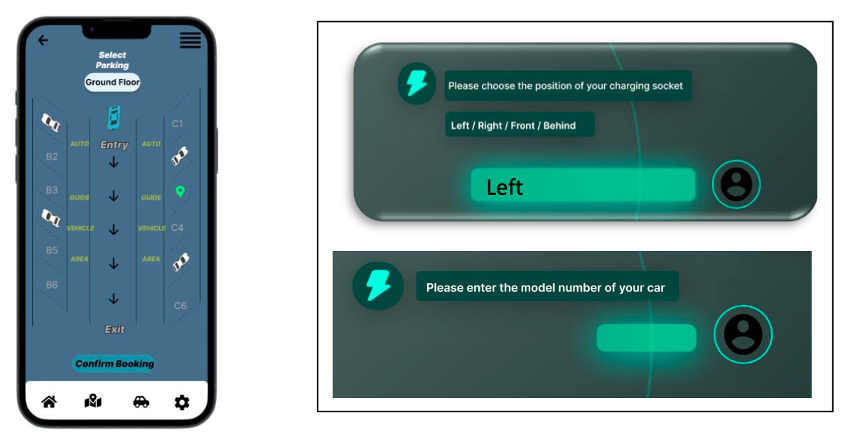 Select
Parking
Ground Floor
C1
AUTO Entry AUTO
B2
B3
GUIDE GUIDE
VEHICLE VEHICLE C4
B5
AREA AREA
B6
C6
Exit
Confirm Booking
Please choose the position of your charging socket
Left / Right / Front / Behind
Left
Please enter the model number of your car